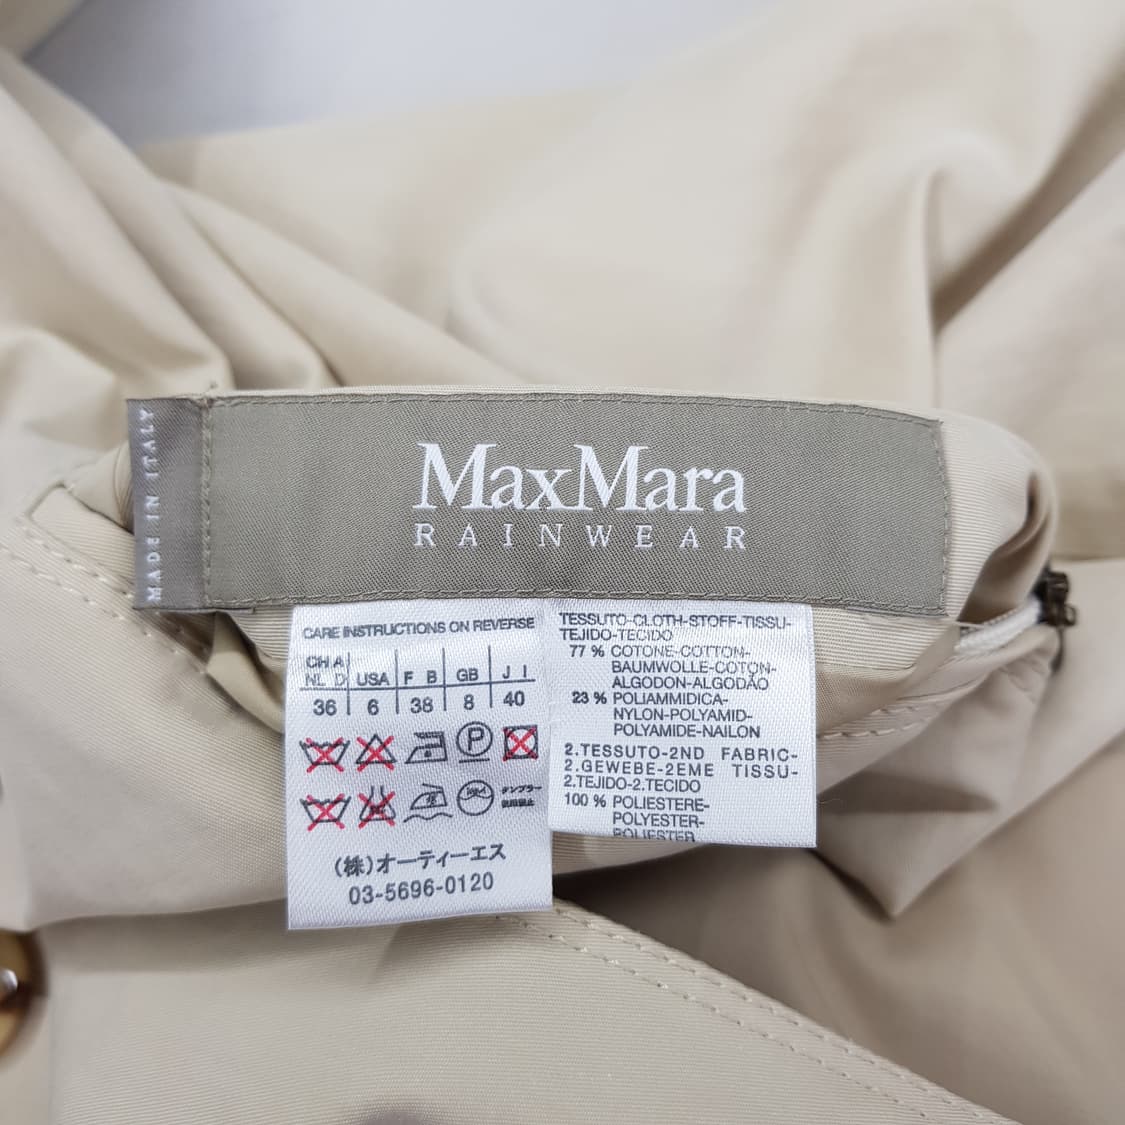 MADE IN ITALY
MaxMara
RAINWEAR
CARE INSTRUCTIONS ON REVERSE
CH A USA F B GB J I
NL D
36 6 38 8 40
P
タンブラー
(株)オーティーエス
03-5696-0120
TESSUTO-CLOTH-STOFF-TISSU-
TEJIDO-TECIDO
77 % COTONE-COTTON-
BAUMWOLLE-COTON-
ALGODON-ALGODÃO
23 % POLIAMMIDICA-
NYLON-POLYAMID-
POLYAMIDE-NAILON
2.TESSUTO-2ND FABRIC-
2.GEWEBE-2EME TISSU-
2.TEJIDO-2.TECIDO
100 % POLIESTERE-
POLYESTER-
POLIESTER